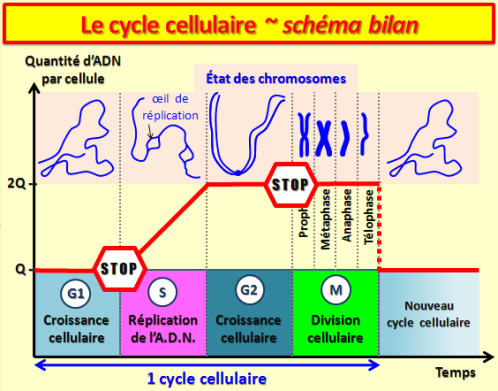 Le cycle cellulaire ~ schéma bilan
Quantité d'ADN
par cellule
État des chromosomes
œil de
réplication
2Q
STOP
Proph
Métaphase
Anaphase
Télophase
Q
STOP
G1
S
G2
M
Croissance
cellulaire
Réplication
de l'A.D.N.
Croissance
cellulaire
Division
cellulaire
Nouveau
cycle cellulaire
1 cycle cellulaire
Temps